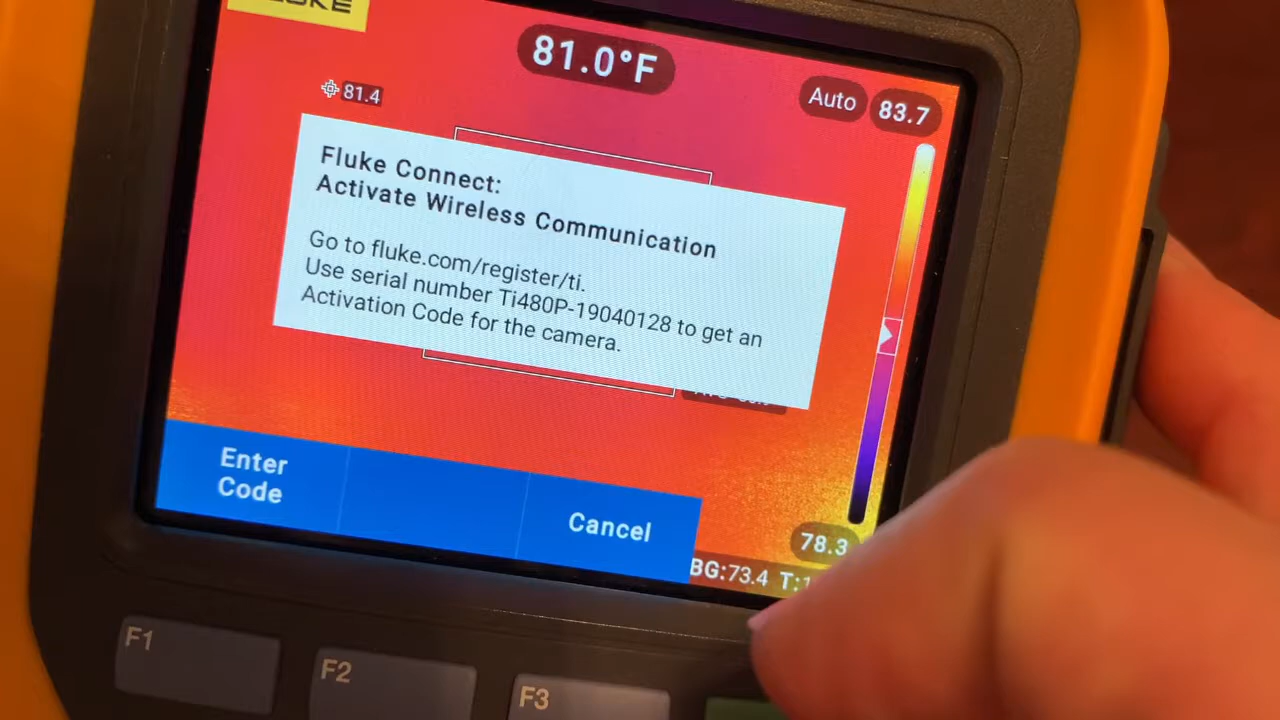 81.0°F
81.4
Auto
83.7
Fluke Connect:
Activate Wireless Communication
Go to fluke.com/register/ti.
Use serial number Ti480P-19040128 to get an
Activation Code for the camera.
Enter
Code
Cancel
78.3
BG:73.4 T:1
F1
F2
F3